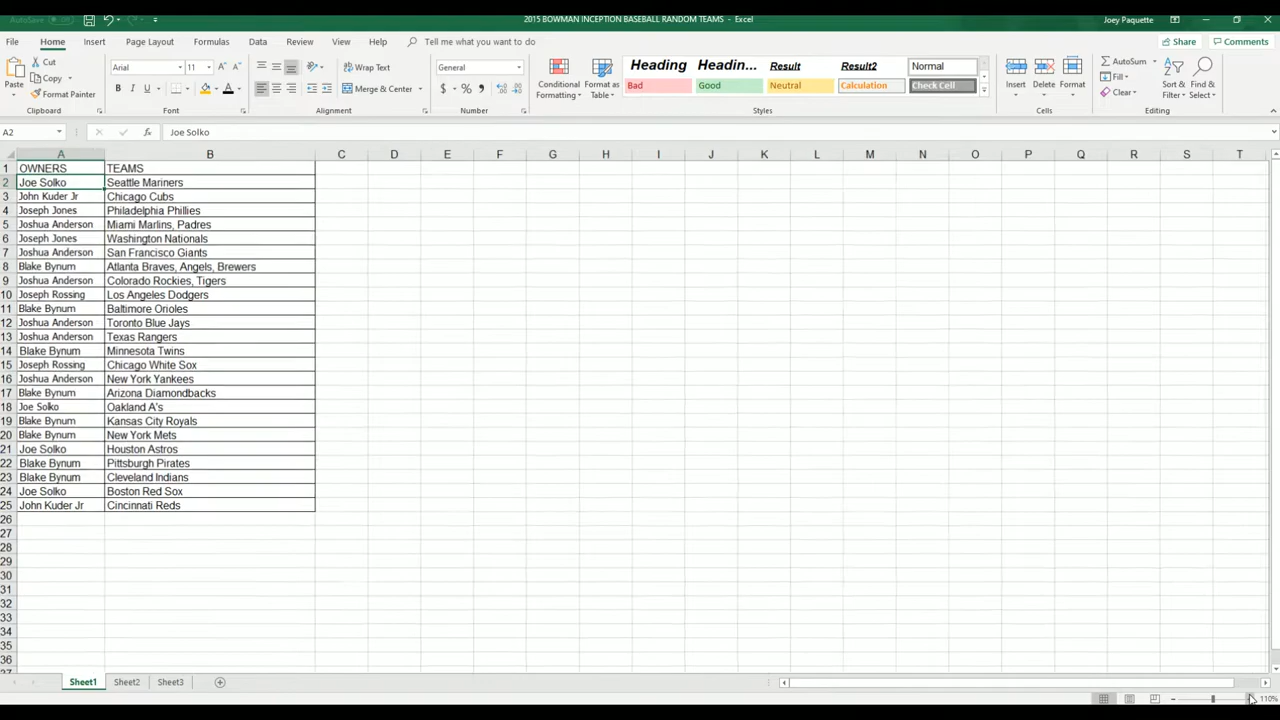 AutoSave Off 2015 BOWMAN INCEPTION BASEBALL RANDOM TEAMS - Excel Joey Paquette
File Home Insert Page Layout Formulas Data Review View Help Tell me what you want to do Share Comments
Paste Cut Copy Format Painter Clipboard
Arial 11 B I U A Font
Wrap Text Merge & Center Alignment
General $ % , Number
Conditional Formatting Format as Table
Heading Headin... Result Result2 Normal
Bad Good Neutral Calculation Check Cell
Styles
Insert Delete Format Cells
AutoSum Fill Clear Sort & Filter Find & Select Editing
A2 fx Joe Solko
A B C D E F G H I J K L M N O P Q R S T
1 OWNERS TEAMS
2 Joe Solko Seattle Mariners
3 John Kuder Jr Chicago Cubs
4 Joseph Jones Philadelphia Phillies
5 Joshua Anderson Miami Marlins, Padres
6 Joseph Jones Washington Nationals
7 Joshua Anderson San Francisco Giants
8 Blake Bynum Atlanta Braves, Angels, Brewers
9 Joshua Anderson Colorado Rockies, Tigers
10 Joseph Rossing Los Angeles Dodgers
11 Blake Bynum Baltimore Orioles
12 Joshua Anderson Toronto Blue Jays
13 Joshua Anderson Texas Rangers
14 Blake Bynum Minnesota Twins
15 Joseph Rossing Chicago White Sox
16 Joshua Anderson New York Yankees
17 Blake Bynum Arizona Diamondbacks
18 Joe Solko Oakland A's
19 Blake Bynum Kansas City Royals
20 Blake Bynum New York Mets
21 Joe Solko Houston Astros
22 Blake Bynum Pittsburgh Pirates
23 Blake Bynum Cleveland Indians
24 Joe Solko Boston Red Sox
25 John Kuder Jr Cincinnati Reds
26
27
28
29
30
31
32
33
34
35
36
37
Sheet1 Sheet2 Sheet3
110%